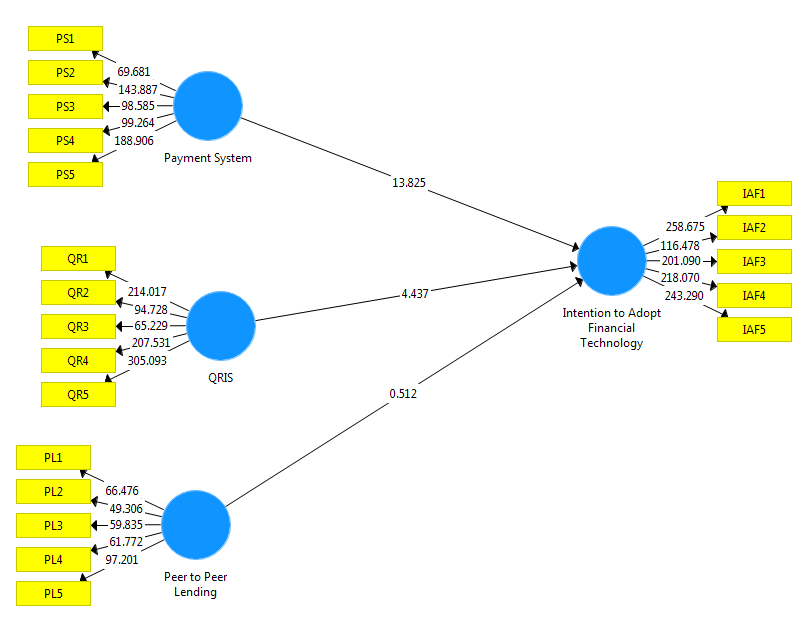 PS1
PS2
PS3
PS4
PS5
69.681
143.887
98.585
99.264
188.906
Payment System
13.825
QR1
QR2
QR3
QR4
QR5
214.017
94.728
65.229
207.531
305.093
QRIS
4.437
PL1
PL2
PL3
PL4
PL5
66.476
49.306
59.835
61.772
97.201
Peer to Peer
Lending
0.512
Intention to Adopt
Financial
Technology
258.675
116.478
201.090
218.070
243.290
IAF1
IAF2
IAF3
IAF4
IAF5